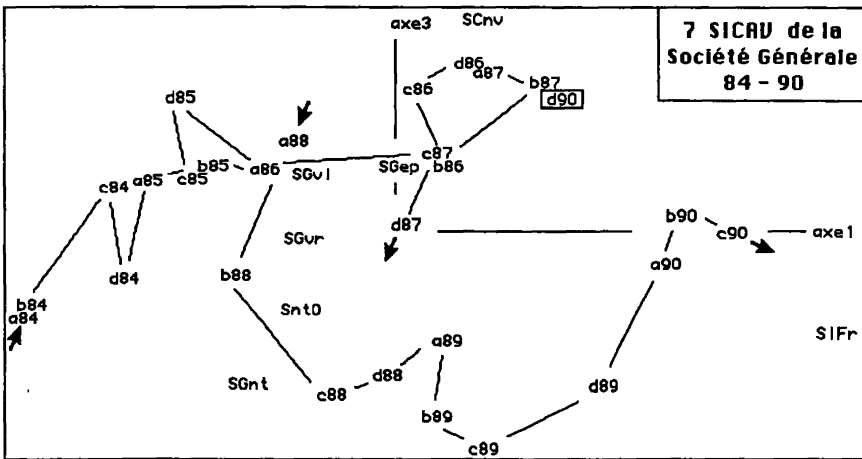 axe3
SCnv
7 SICAV de la
Société Générale
84 - 90
d86
a87
b87
c86
d90
d85
a88
c87
b86
SGep
b85
a86
SGvl
c85
a85
c84
d87
b90
c90
axe1
SGvr
a90
b88
d84
b84
a84
Snt0
SIFr
a89
SGnt
d88
c88
d89
b89
c89